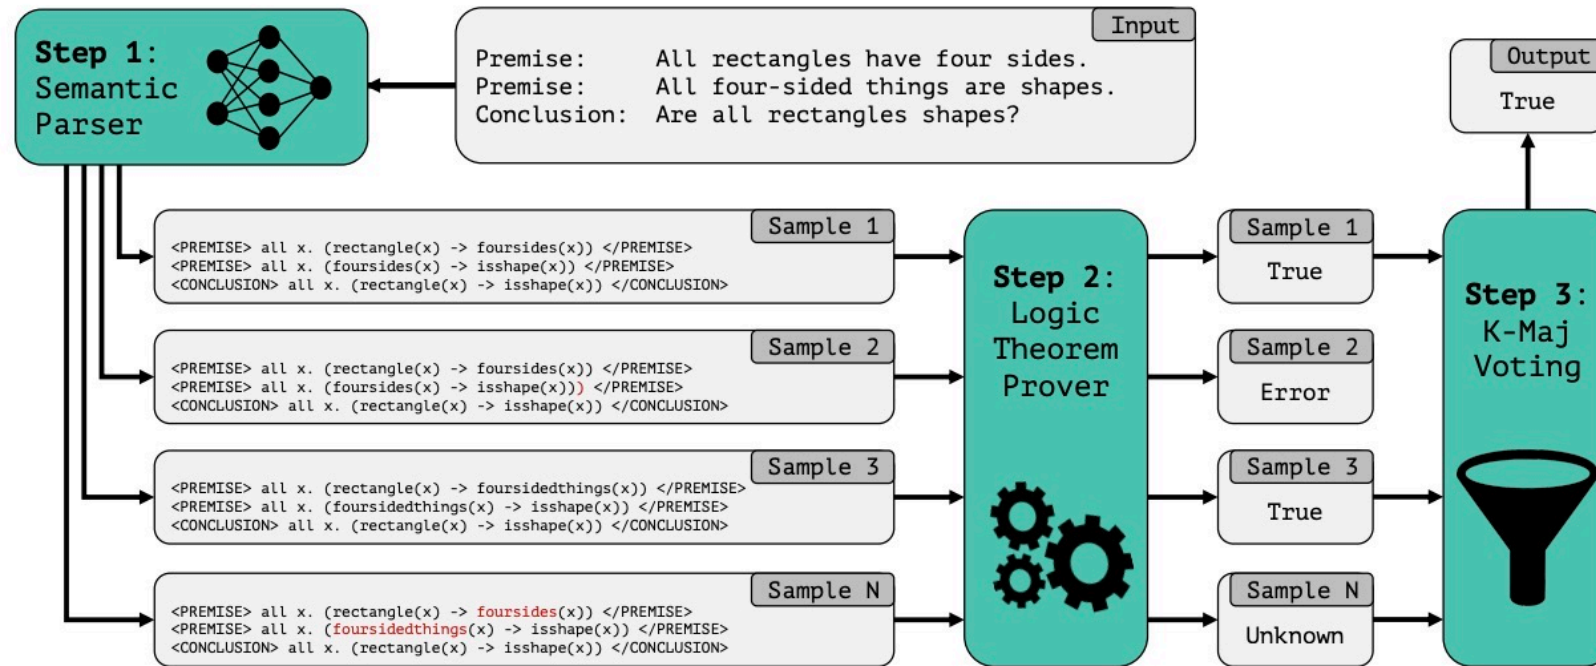 Step 1:
Semantic
Parser
Input
Premise: All rectangles have four sides.
Premise: All four-sided things are shapes.
Conclusion: Are all rectangles shapes?
Output
True
Sample 1
<PREMISE> all x. (rectangle(x) -> foursides(x)) </PREMISE>
<PREMISE> all x. (foursides(x) -> isshape(x)) </PREMISE>
<CONCLUSION> all x. (rectangle(x) -> isshape(x)) </CONCLUSION>
Sample 2
<PREMISE> all x. (rectangle(x) -> foursides(x)) </PREMISE>
<PREMISE> all x. (foursides(x) -> isshape(x))) </PREMISE>
<CONCLUSION> all x. (rectangle(x) -> isshape(x)) </CONCLUSION>
Sample 3
<PREMISE> all x. (rectangle(x) -> foursidedthings(x)) </PREMISE>
<PREMISE> all x. (foursidedthings(x) -> isshape(x)) </PREMISE>
<CONCLUSION> all x. (rectangle(x) -> isshape(x)) </CONCLUSION>
Sample N
<PREMISE> all x. (rectangle(x) -> foursides(x)) </PREMISE>
<PREMISE> all x. (foursidedthings(x) -> isshape(x)) </PREMISE>
<CONCLUSION> all x. (rectangle(x) -> isshape(x)) </CONCLUSION>
Step 2:
Logic
Theorem
Prover
Sample 1
True
Sample 2
Error
Sample 3
True
Sample N
Unknown
Step 3:
K-Maj
Voting